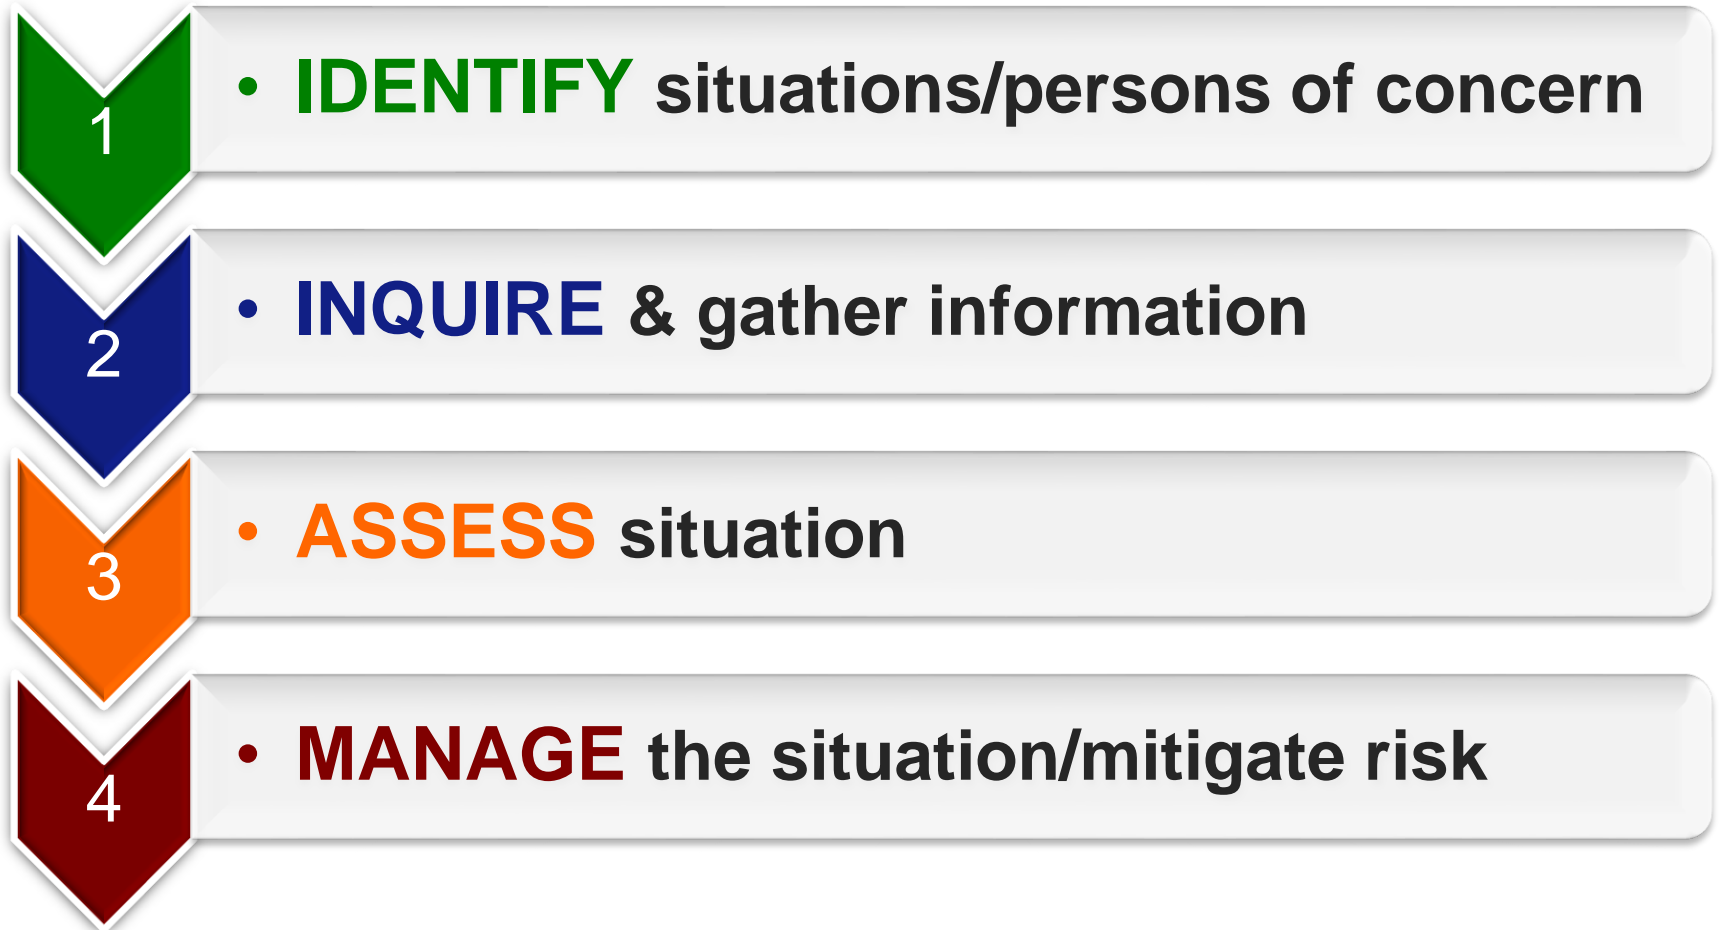 1
• IDENTIFY situations/persons of concern
2
• INQUIRE & gather information
3
• ASSESS situation
4
• MANAGE the situation/mitigate risk